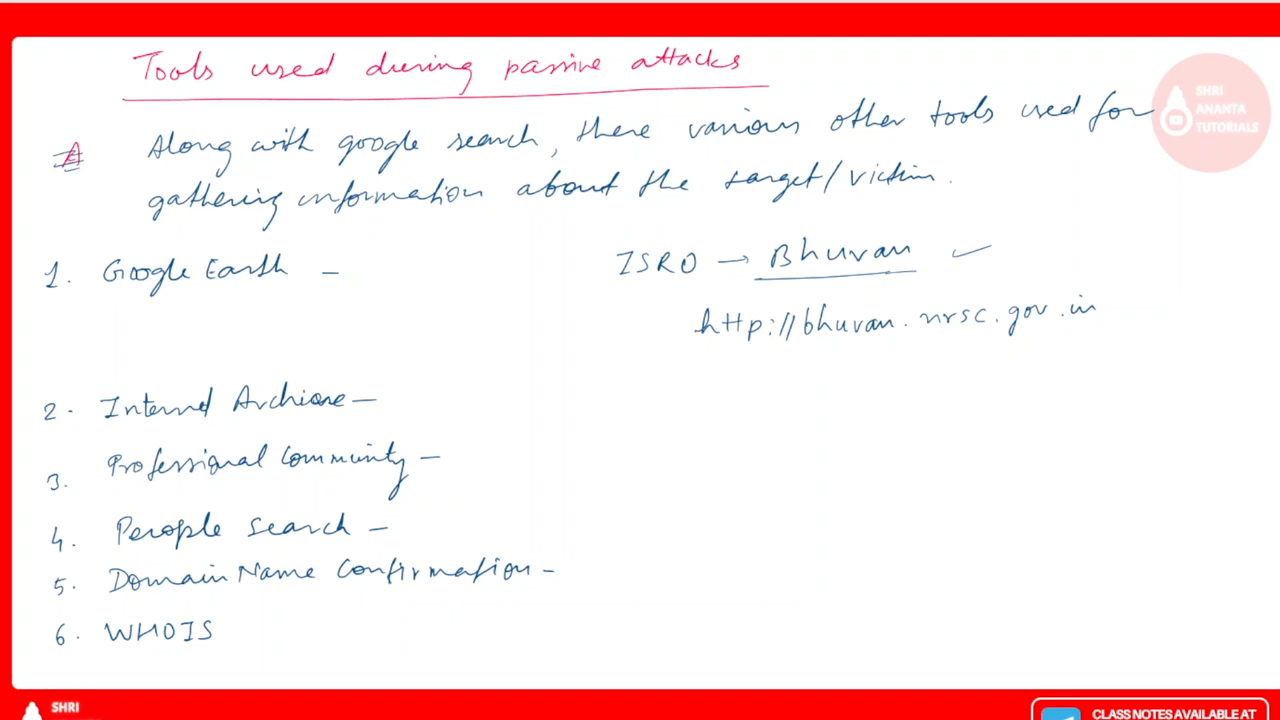 Tools used during passive attacks
Along with google search, there various other tools used for
gathering information about the target/victim.
1. Google Earth -
ISRO → Bhuvan ✓
http://bhuvan.nrsc.gov.in
2. Internet Archive -
3. Professional Community -
4. Perople Search -
5. Domain Name Confirmation -
6. WHOIS
SHRI
ANANTA
TUTORIALS
SHRI
CLASS NOTES AVAILABLE AT